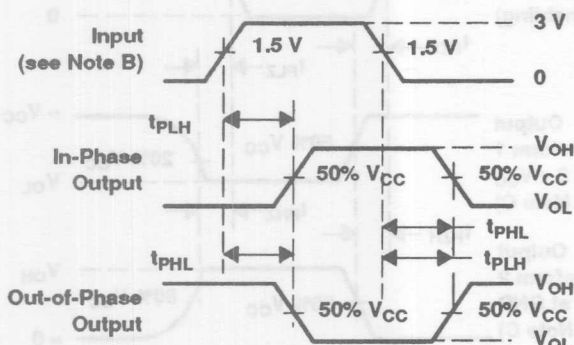 3 V
Input
(see Note B)
1.5 V
1.5 V
0
tPLH
In-Phase
Output
50% VCC
VOH
50% VCC
VOL
tPHL
tPHL
tPLH
Out-of-Phase
Output
50% VCC
VOH
50% VCC
VOL